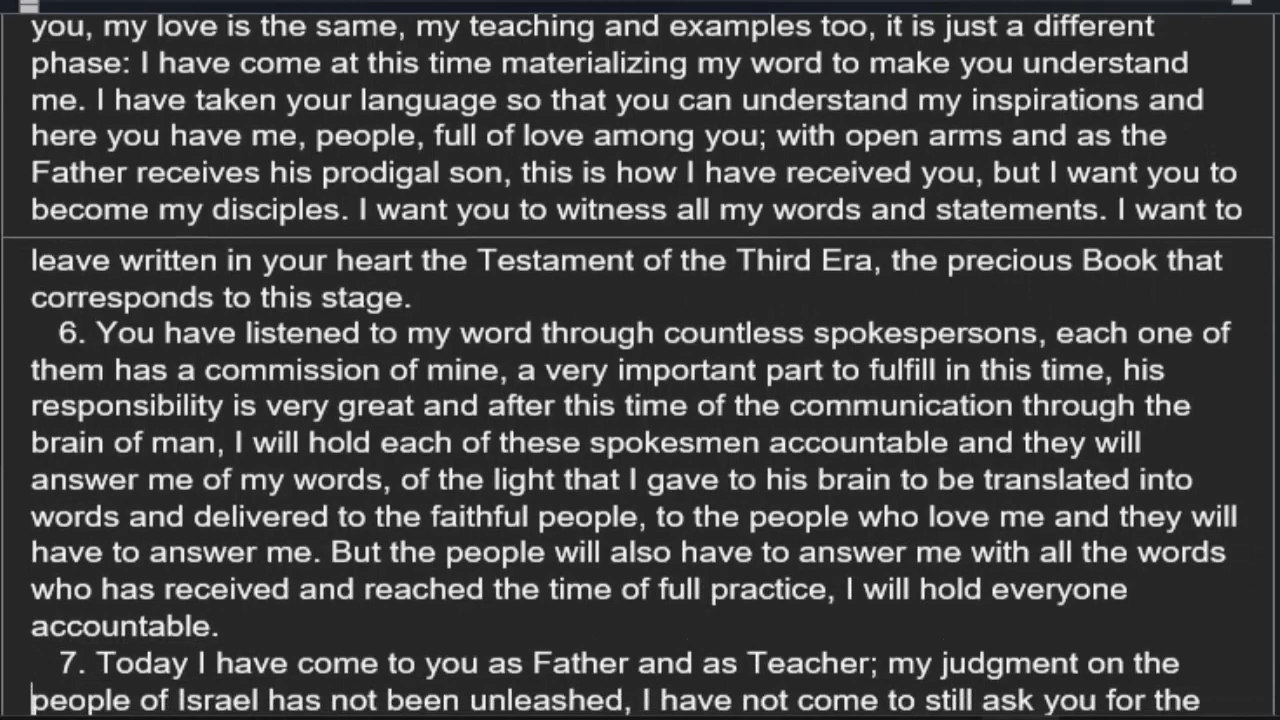 you, my love is the same, my teaching and examples too, it is just a different
phase: I have come at this time materializing my word to make you understand
me. I have taken your language so that you can understand my inspirations and
here you have me, people, full of love among you; with open arms and as the
Father receives his prodigal son, this is how I have received you, but I want you to
become my disciples. I want you to witness all my words and statements. I want to
leave written in your heart the Testament of the Third Era, the precious Book that
corresponds to this stage.
6. You have listened to my word through countless spokespersons, each one of
them has a commission of mine, a very important part to fulfill in this time, his
responsibility is very great and after this time of the communication through the
brain of man, I will hold each of these spokesmen accountable and they will
answer me of my words, of the light that I gave to his brain to be translated into
words and delivered to the faithful people, to the people who love me and they will
have to answer me. But the people will also have to answer me with all the words
who has received and reached the time of full practice, I will hold everyone
accountable.
7. Today I have come to you as Father and as Teacher; my judgment on the
people of Israel has not been unleashed, I have not come to still ask you for the